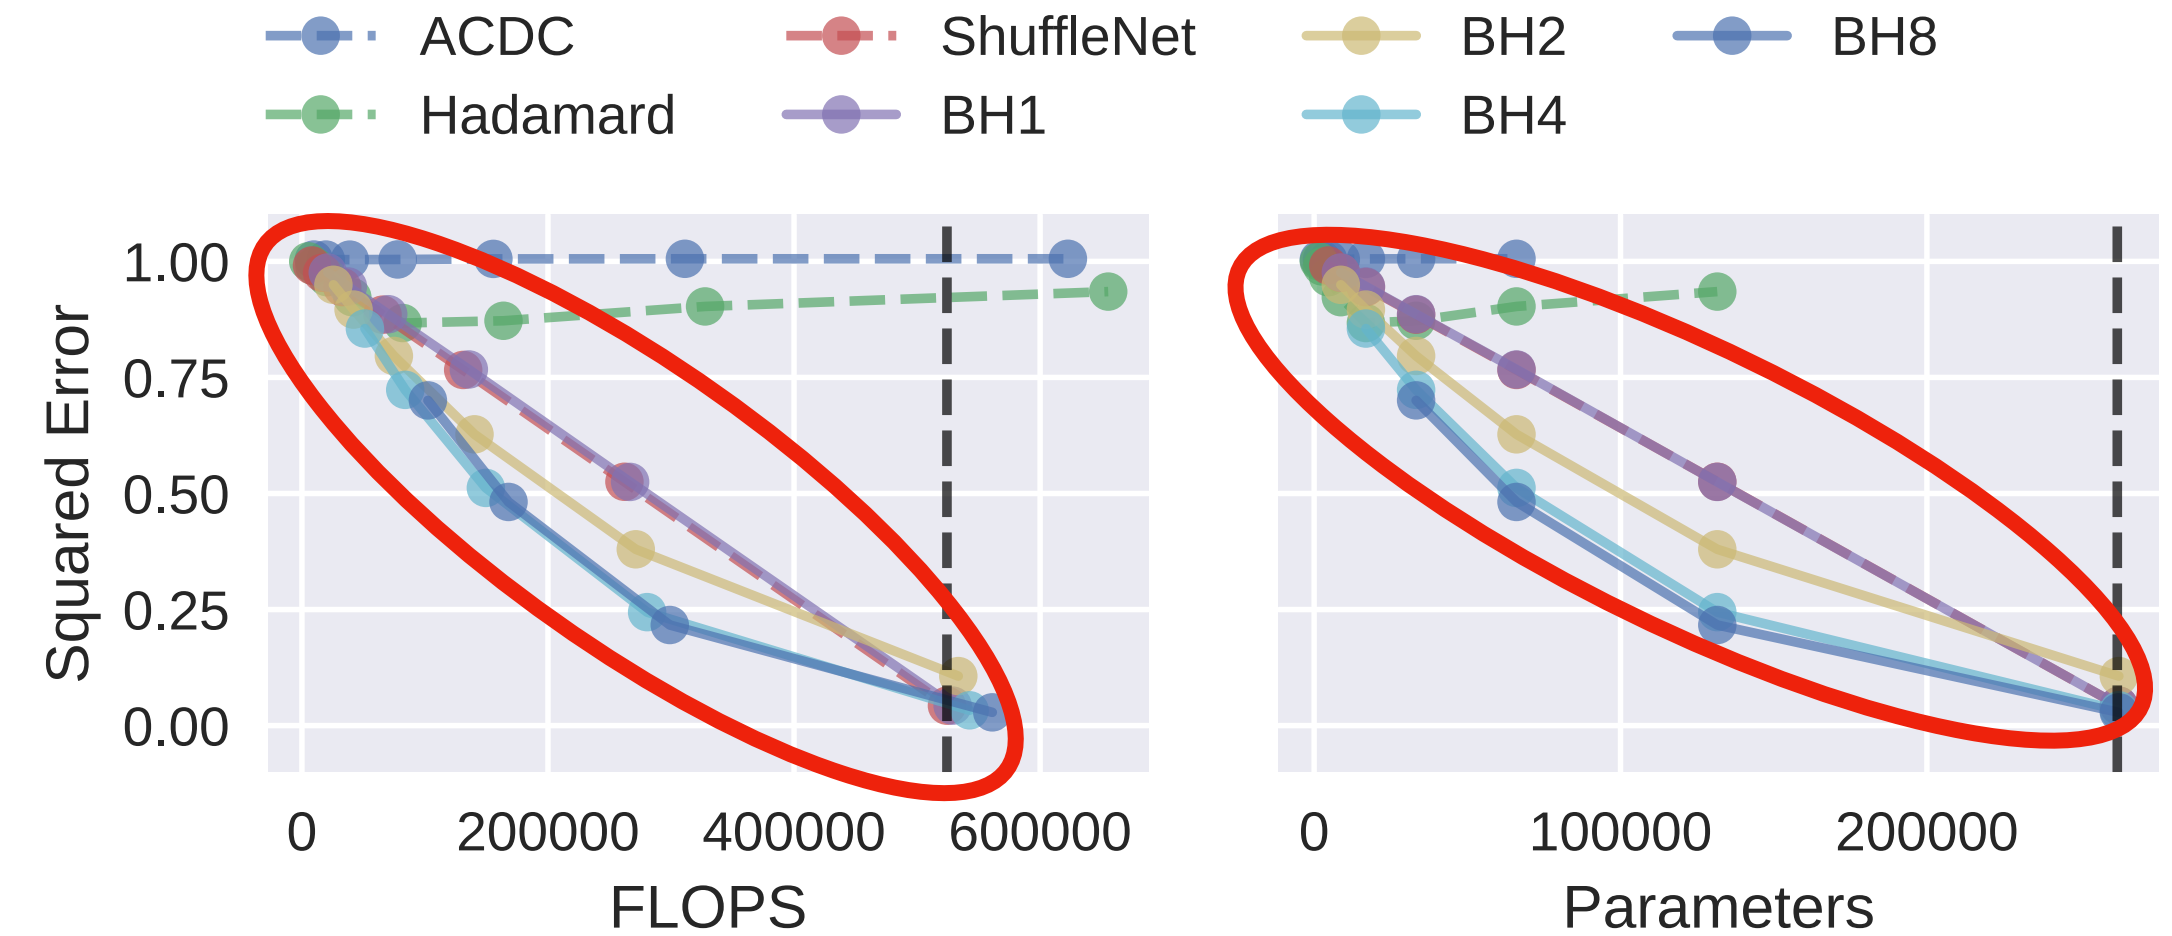 ACDC ShuffleNet BH2 BH8
Hadamard BH1 BH4
1.00
0.75
0.50
0.25
0.00
Squared Error
0 200000 400000 600000
0 100000 200000
FLOPS Parameters